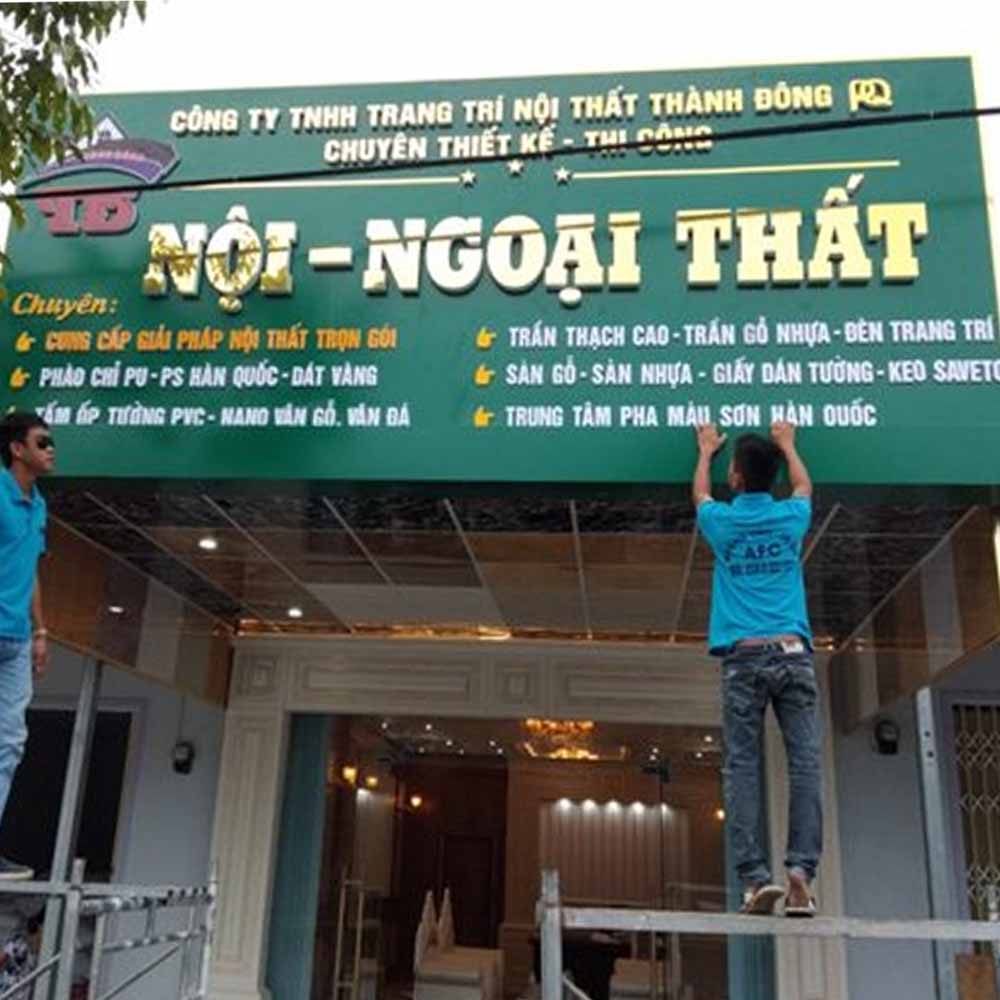 CÔNG TY TNHH TRANG TRÍ NỘI THẤT THÀNH ĐÔNG PQ
CHUYÊN THIẾT KẾ - THI CÔNG
TD
NỘI - NGOẠI THẤT
Chuyên:
CUNG CẤP GIẢI PHÁP NỘI THẤT TRỌN GÓI
PHÀO CHỈ PU - PS HÀN QUỐC - DÁT VÀNG
TẤM ỐP TƯỜNG PVC - NANO VÂN GỖ. VÂN ĐÁ
TRẦN THẠCH CAO - TRẦN GỖ NHỰA - ĐÈN TRANG TRÍ
SÀN GỖ - SÀN NHỰA - GIẤY DÁN TƯỜNG - KEO SAVETO
TRUNG TÂM PHA MÀU SƠN HÀN QUỐC
AFC